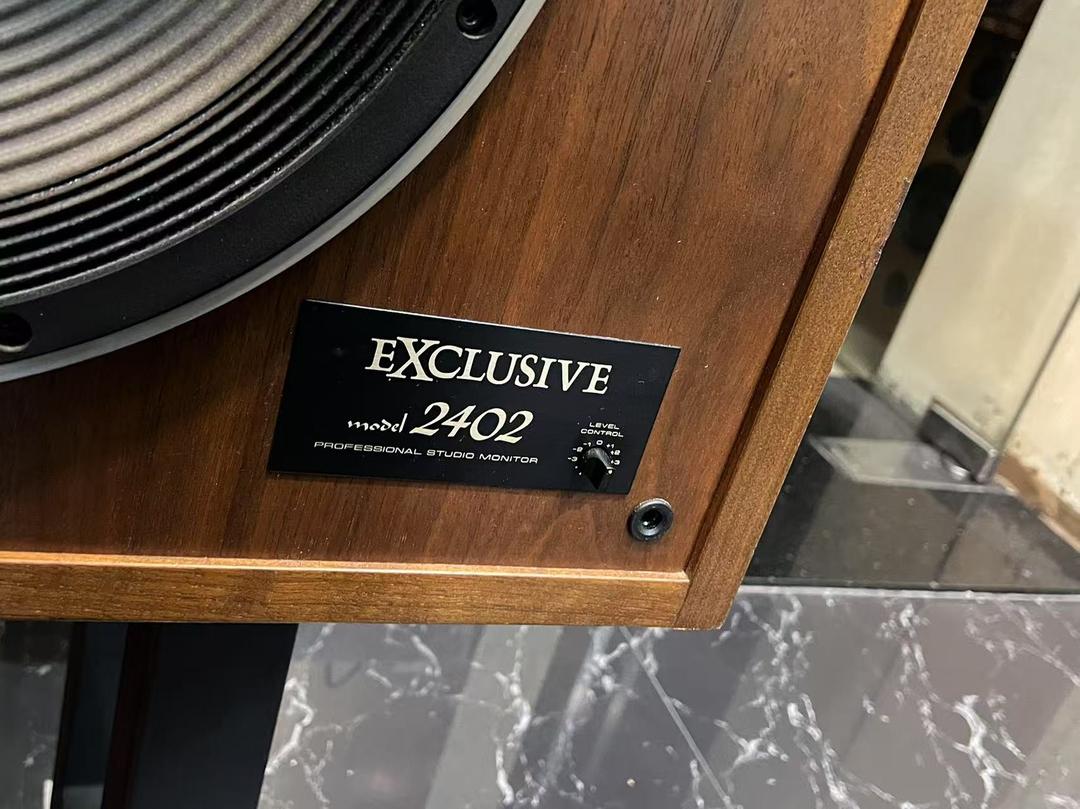 EXCLUSIVE
model 2402
PROFESSIONAL STUDIO MONITOR
LEVEL
CONTROL
-3 -2 -1 0 +1 +2 +3